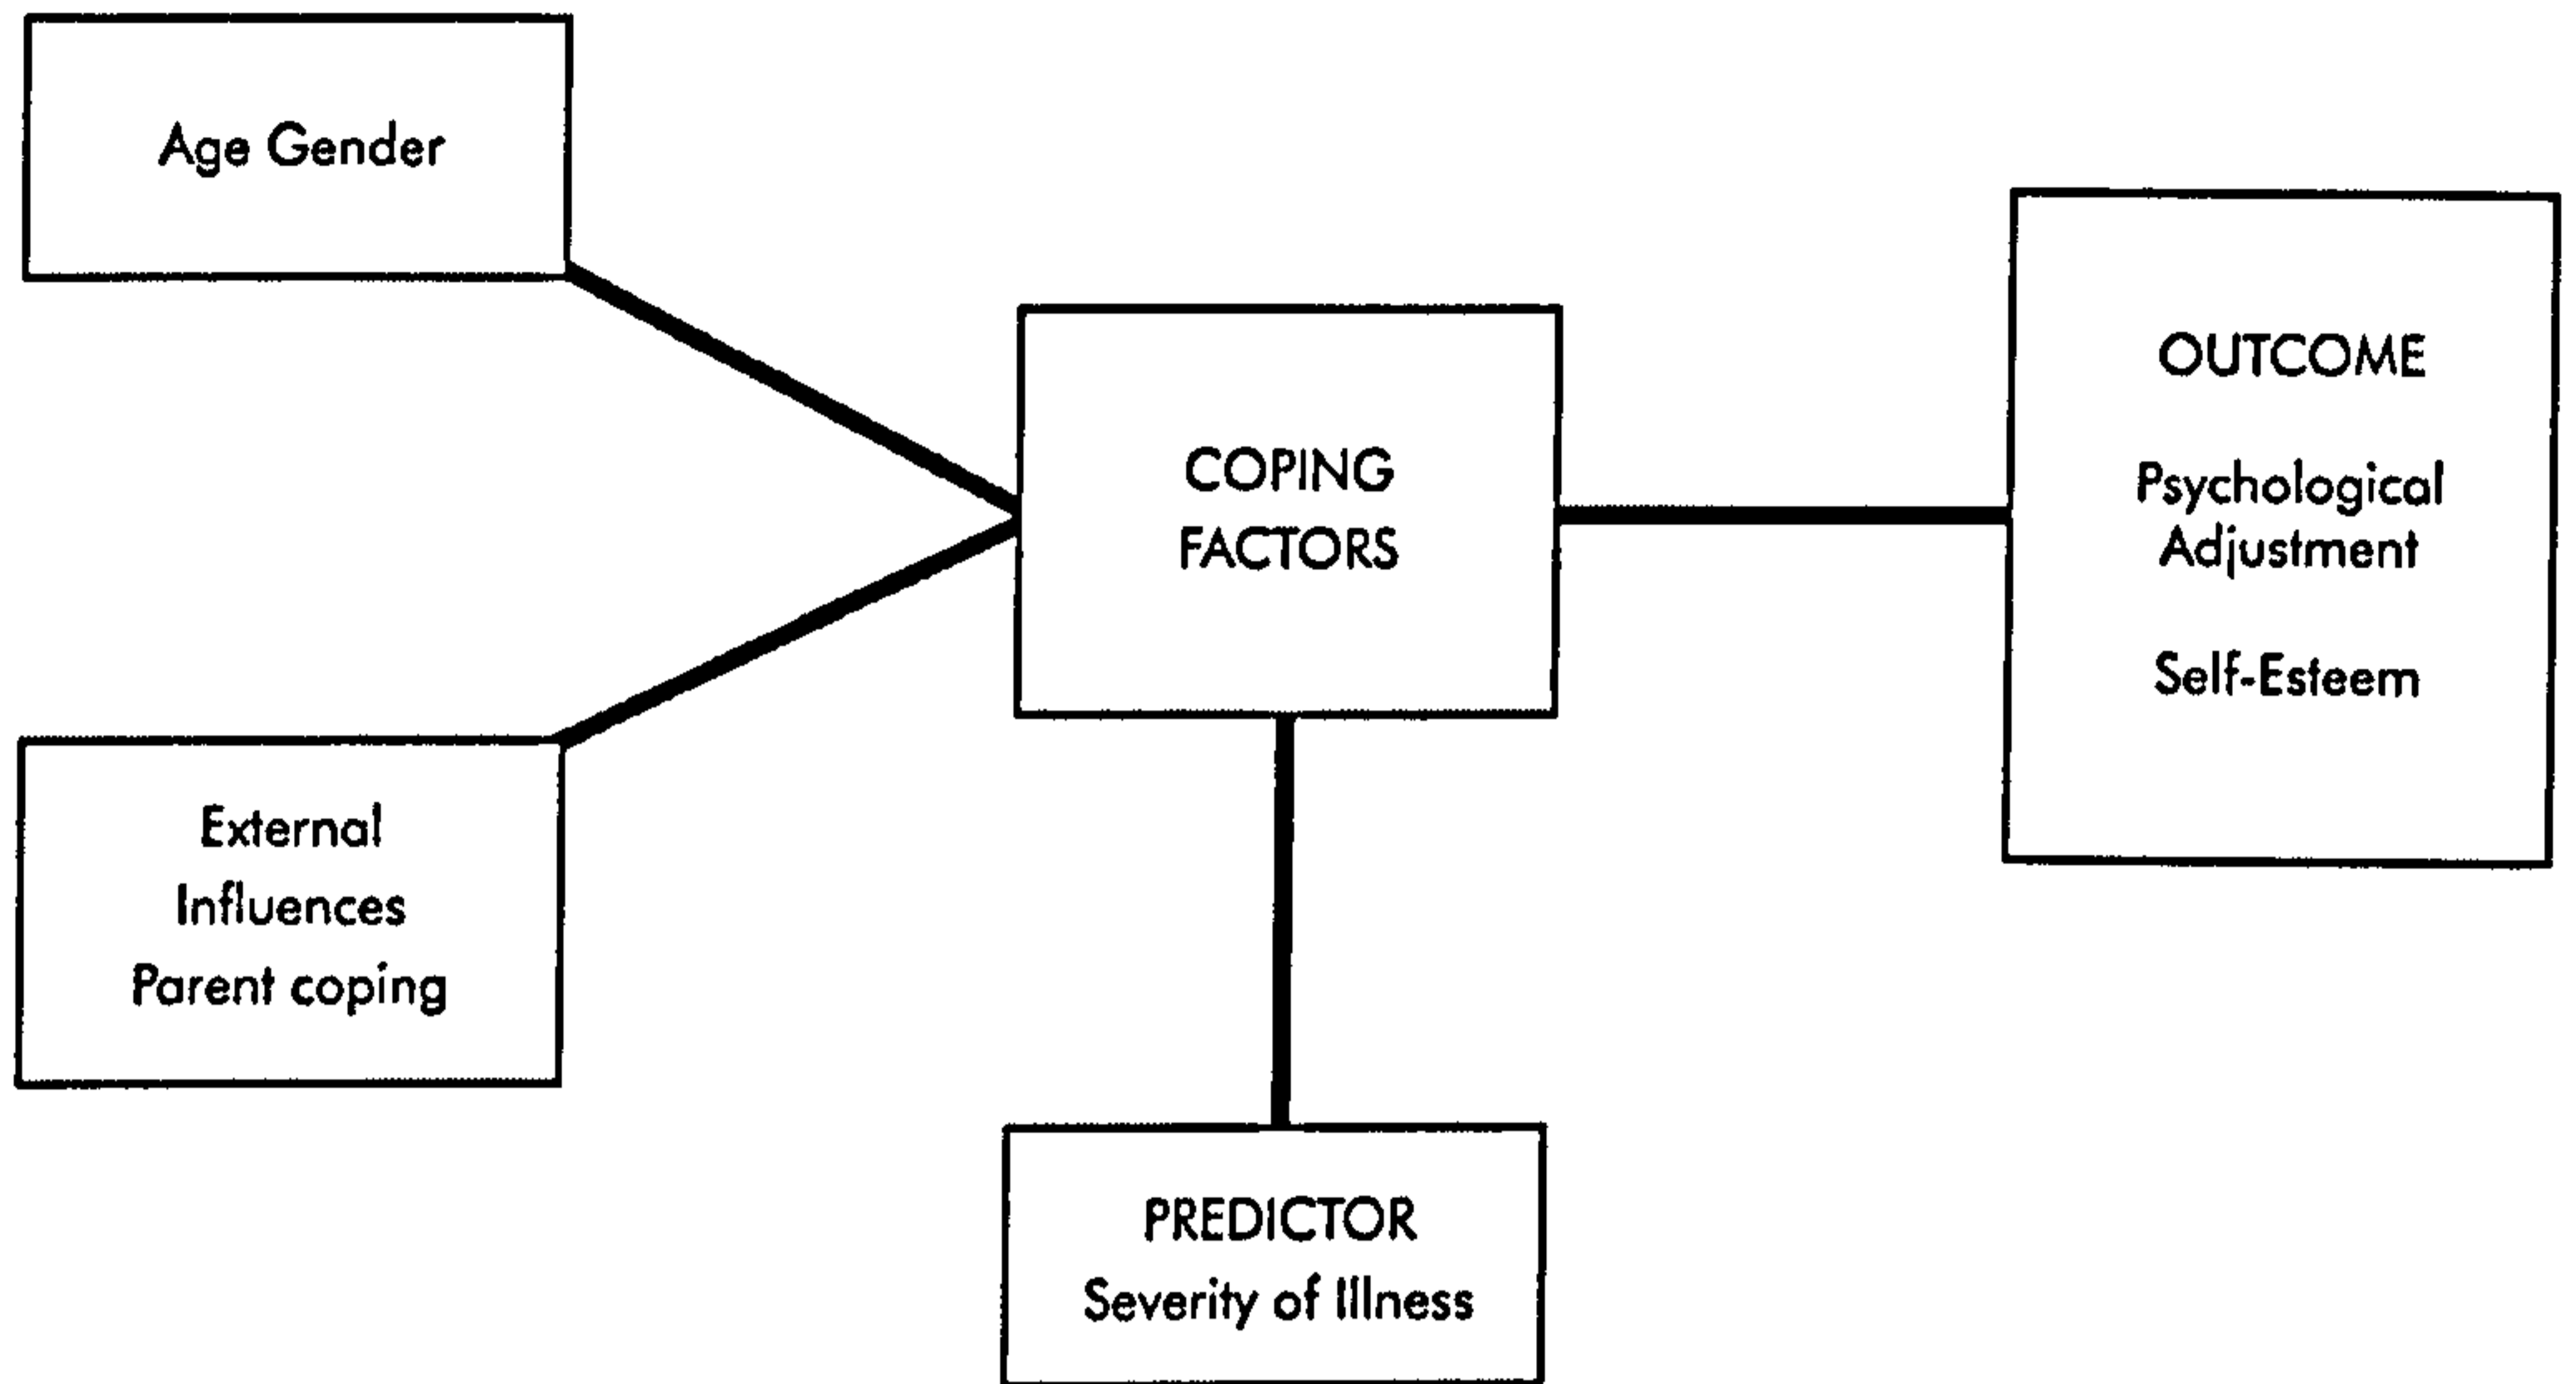 Age Gender
COPING
FACTORS
OUTCOME
Psychological
Adjustment
Self-Esteem
External
Influences
Parent coping
PREDICTOR
Severity of Illness